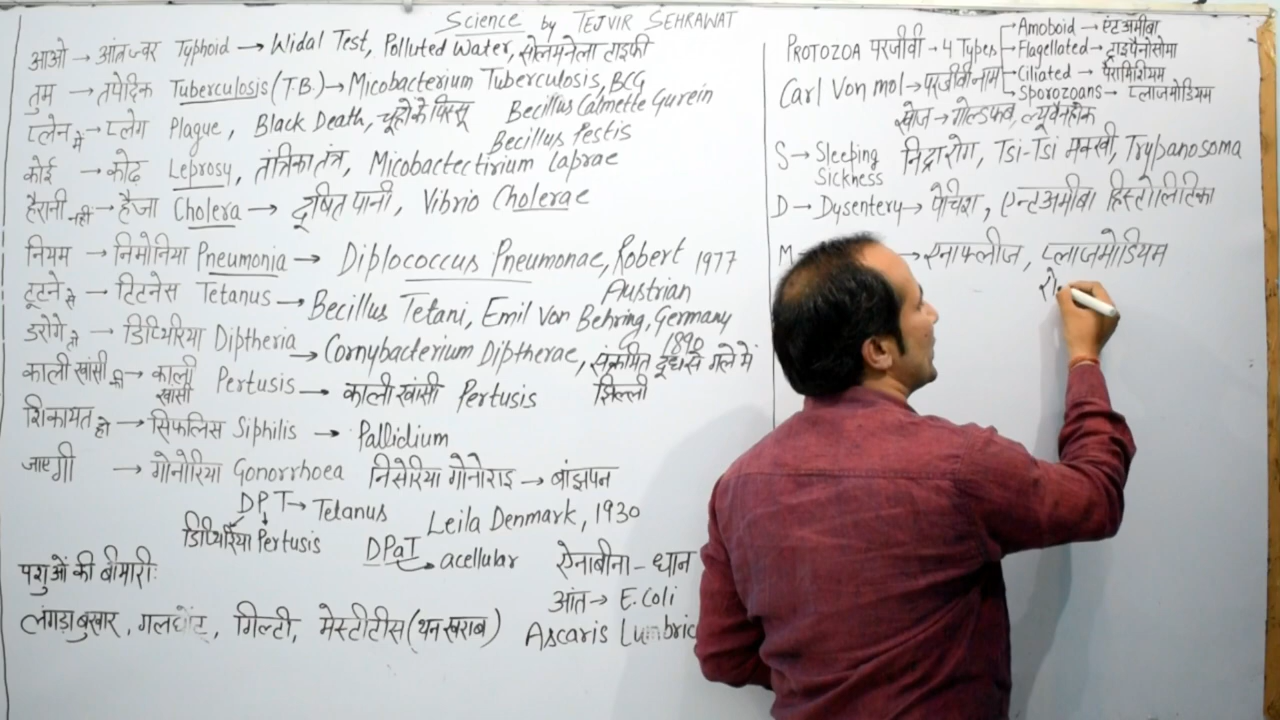 Science by TEJVIR SEHRAWAT
आओ → आंतज्वर Typhoid → Widal Test, Polluted Water, सोलमनेला टाइफी
तुम → तपेदिक Tuberculosis (T.B.) → Micobacterium Tuberculosis, BCG
Becillus Calmette Gurein
प्लेन में → प्लेग Plague, Black Death, चूहों के पिस्सू
Becillus Pestis
कोई → कोढ Leprosy, तंत्रिका तंत्र, Micobactectirium Laprae
हैरानी नहीं → हैजा Cholera → दूषित पानी, Vibrio Cholerae
नियम → निमोनिया Pneumonia → Diplococcus Pneumonae, Robert 1977
Austrian
टूटने से → टिटनेस Tetanus → Becillus Tetani, Emil Von Behring, Germany
1890
डरोगे तो → डिप्थिरिया Diptheria → Cornybacterium Diptherae, संक्रमित दूध से गले में
झिल्ली
काली खांसी की → काली खांसी Pertusis → काली खांसी Pertusis
शिकायत हो → सिफलिस Siphilis → Pallidium
जाएगी → गोनोरिया Gonorrhoea निसेरिया गोनोराइ → बांझपन
DPT → Tetanus
डिप्थिरिया Pertusis
Leila Denmark, 1930
DPaT → acellular
ऐनाबीना - धान
पशुओं की बीमारी:
आंत → E. Coli
लंगड़ा बुखार, गलघोंटू, गिल्टी, मेस्टीटीस (थन खराब)
Ascaris Lumbric
PROTOZOA परजीवी → 4 Types
Amoboid → एंटअमीबा
Flagellated → ट्राइपैनोसोमा
Ciliated → पैरामिशियम
Sporozoans → प्लाजमोडियम
Carl Von mol → परजीवी नाम
खोज → गोल्डफव, ल्यूवेनहॉक
S → Sleeping Sickness निद्रा रोग, Tsi-Tsi मक्खी, Trypanosoma
D → Dysentery → पेचिश, एन्टअमीबा हिस्टोलिटिका
M → एनाफ्लीज, प्लाजमोडियम
रो